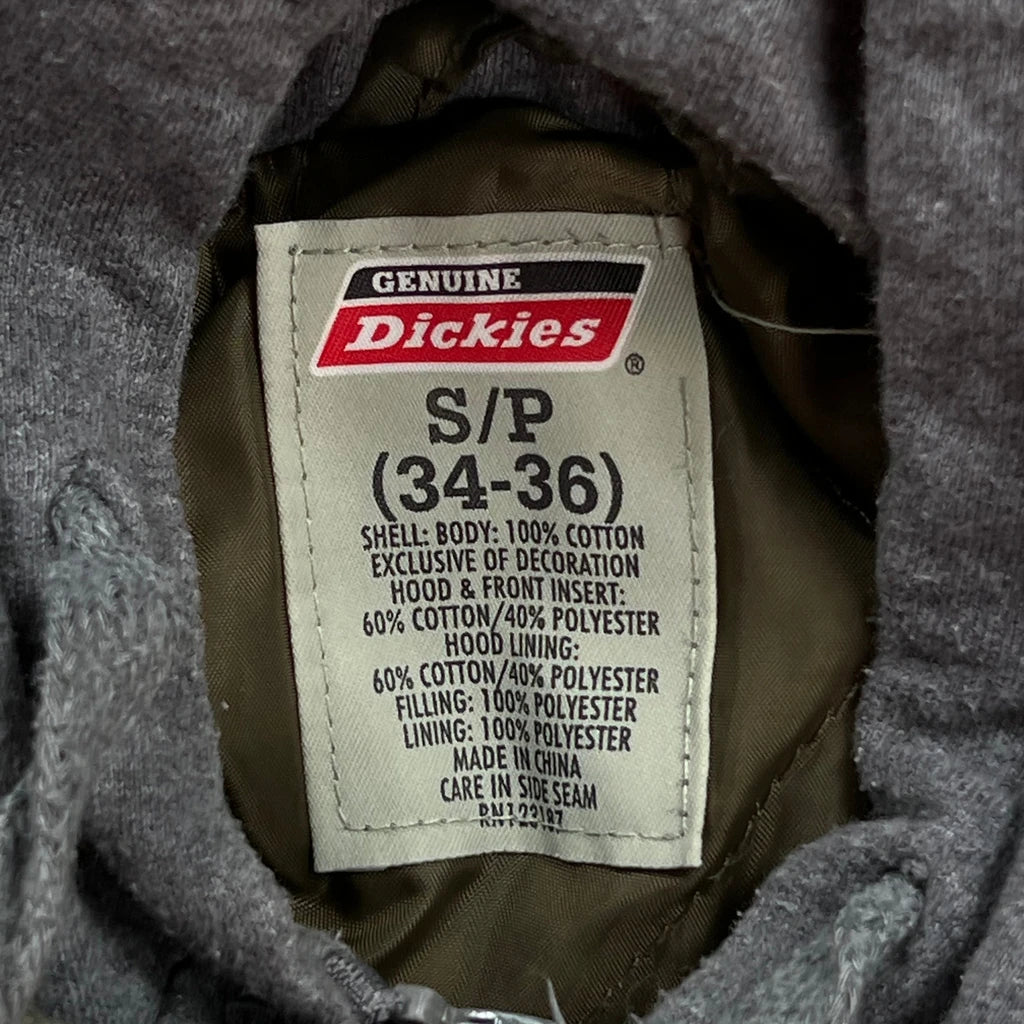 GENUINE
Dickies
®
S/P
(34-36)
SHELL: BODY: 100% COTTON
EXCLUSIVE OF DECORATION
HOOD & FRONT INSERT:
60% COTTON/40% POLYESTER
HOOD LINING:
60% COTTON/40% POLYESTER
FILLING: 100% POLYESTER
LINING: 100% POLYESTER
MADE IN CHINA
CARE IN SIDE SEAM